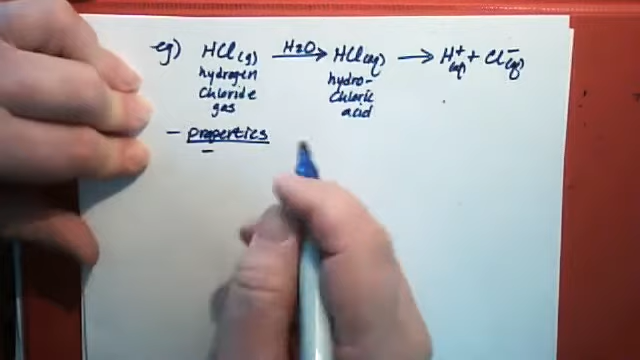 eg) HCl(g) H2O → HCl(aq) → H+(aq) + Cl-(aq)
hydrogen chloride gas
hydro-chloric acid
- properties
-